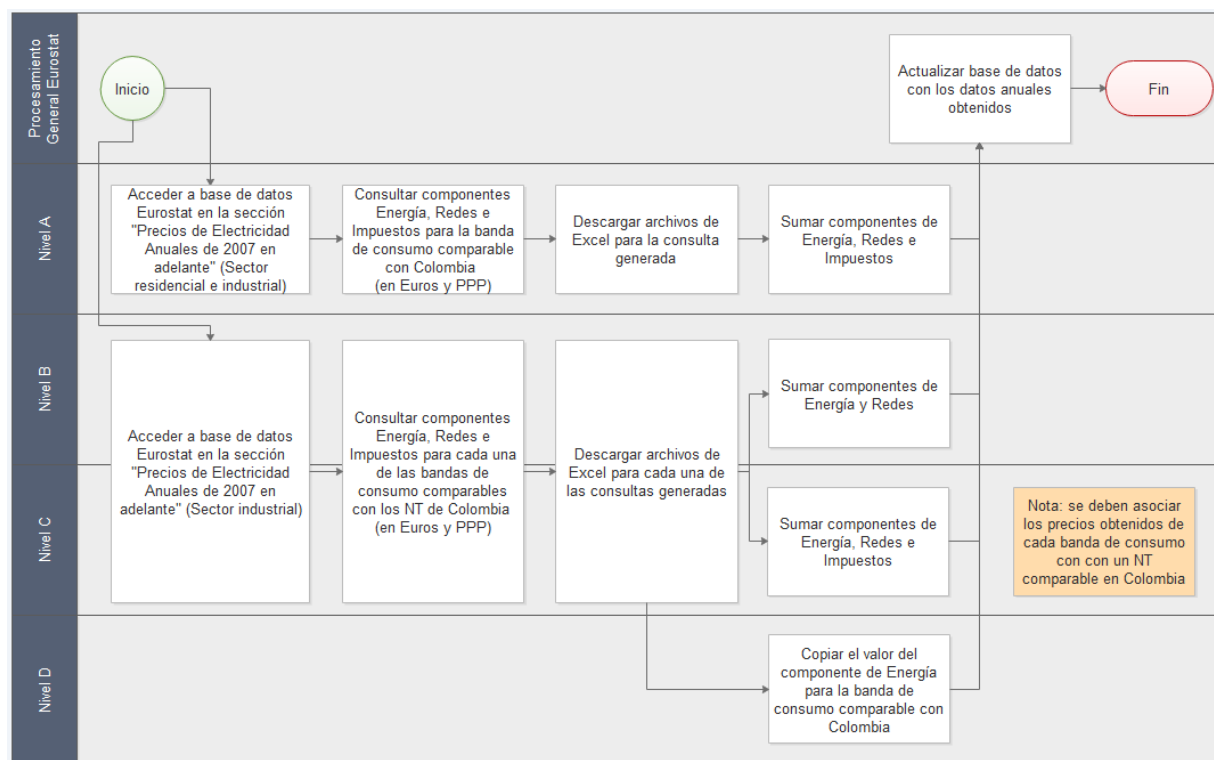 Procesamiento
General Eurostat
Inicio
Actualizar base de datos
con los datos anuales
obtenidos
Fin
Nivel A
Acceder a base de datos
Eurostat en la sección
"Precios de Electricidad
Anuales de 2007 en
adelante" (Sector
residencial e industrial)
Consultar componentes
Energía, Redes e
Impuestos para la banda
de consumo comparable
con Colombia
(en Euros y PPP)
Descargar archivos de
Excel para la consulta
generada
Sumar componentes de
Energía, Redes e
Impuestos
Nivel B
Nivel C
Acceder a base de datos
Eurostat en la sección
"Precios de Electricidad
Anuales de 2007 en
adelante" (Sector industrial)
Consultar componentes
Energía, Redes e
Impuestos para cada una
de las bandas de
consumo comparables
con los NT de Colombia
(en Euros y PPP)
Descargar archivos de
Excel para cada una de
las consultas generadas
Sumar componentes de
Energía y Redes
Sumar componentes de
Energía, Redes e
Impuestos
Nota: se deben asociar
los precios obtenidos de
cada banda de consumo
con con un NT
comparable en Colombia
Nivel D
Copiar el valor del
componente de Energía
para la banda de
consumo comparable con
Colombia